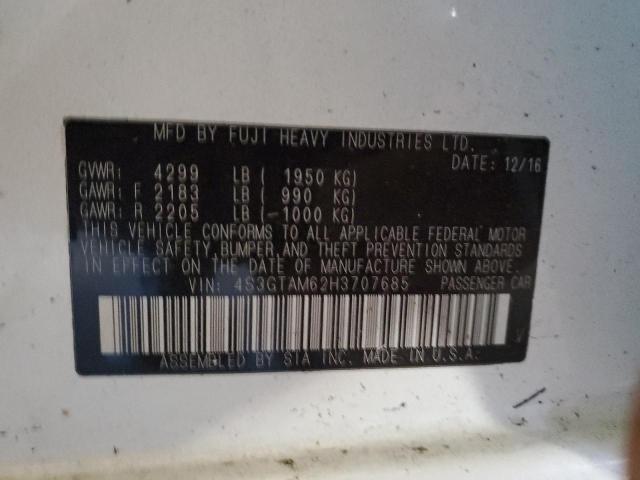 MFD BY FUJI HEAVY INDUSTRIES LTD.
DATE: 12/16
GVWR: 4299 LB ( 1950 KG)
GAWR: F 2183 LB ( 990 KG)
GAWR: R 2205 LB ( 1000 KG)
THIS VEHICLE CONFORMS TO ALL APPLICABLE FEDERAL MOTOR
VEHICLE SAFETY, BUMPER, AND THEFT PREVENTION STANDARDS
IN EFFECT ON THE DATE OF MANUFACTURE SHOWN ABOVE.
VIN: 4S3GTAM62H3707685 PASSENGER CAR
ASSEMBLED BY SIA INC. MADE IN U.S.A.